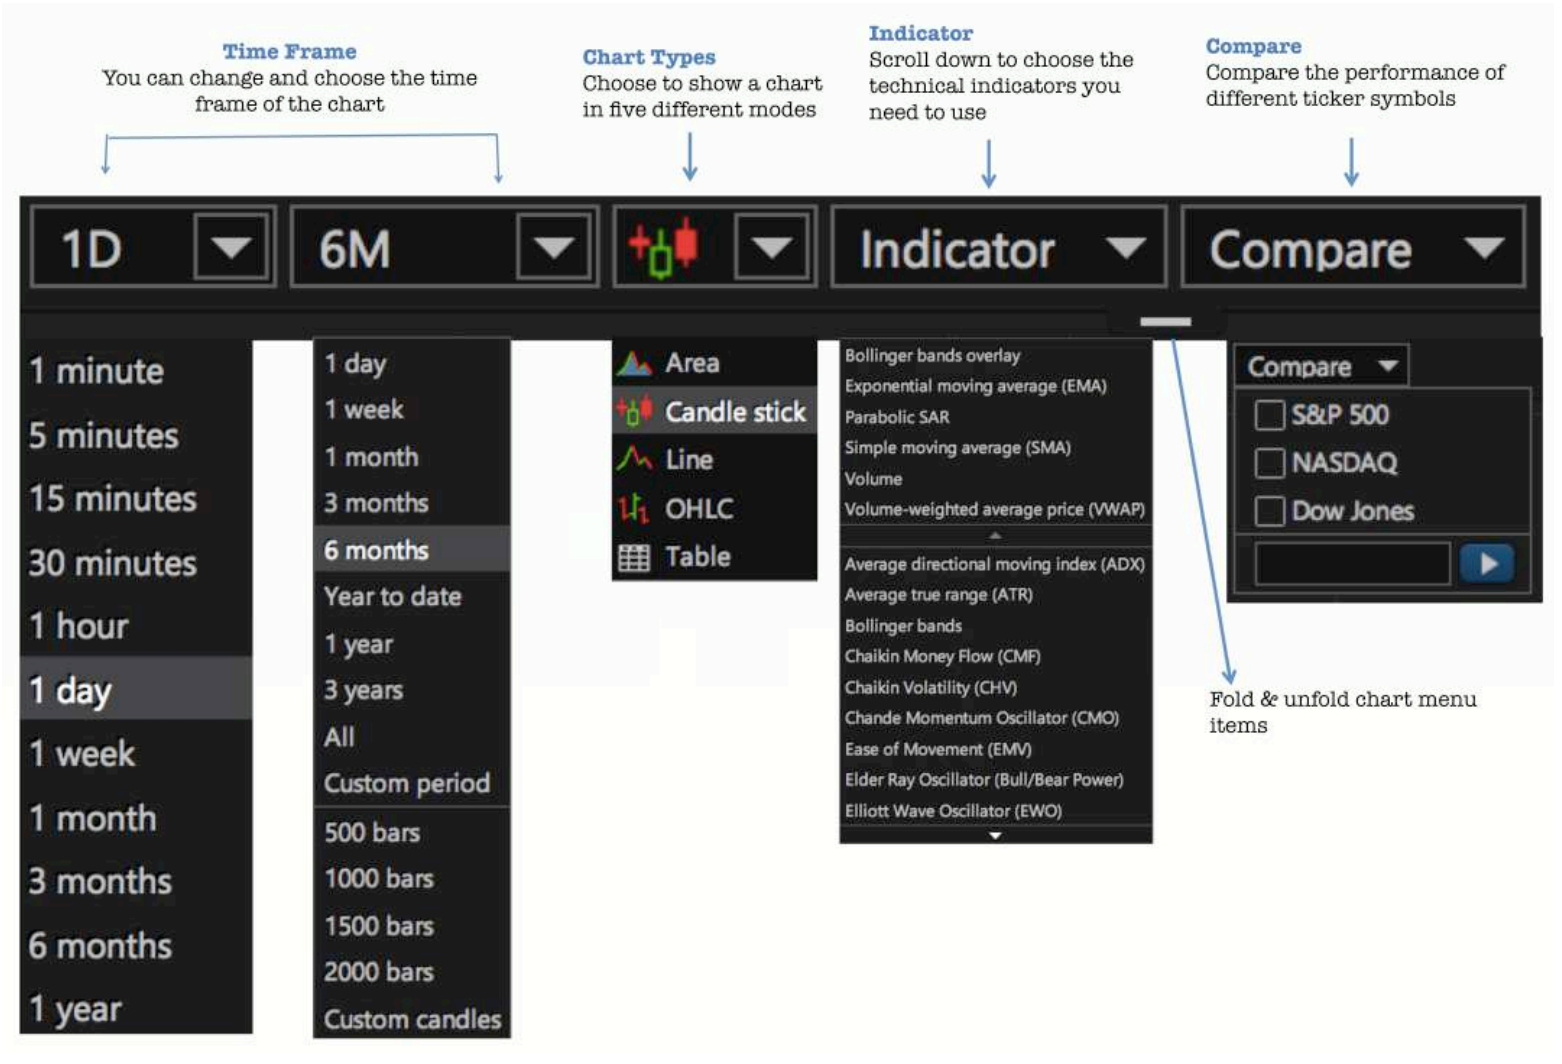 Time Frame
You can change and choose the time
frame of the chart
Chart Types
Choose to show a chart
in five different modes
Indicator
Scroll down to choose the
technical indicators you
need to use
Compare
Compare the performance of
different ticker symbols
1D
6M
Indicator
Compare
1 minute
5 minutes
15 minutes
30 minutes
1 hour
1 day
1 week
1 month
3 months
6 months
1 year
1 day
1 week
1 month
3 months
6 months
Year to date
1 year
3 years
All
Custom period
500 bars
1000 bars
1500 bars
2000 bars
Custom candles
Area
Candle stick
Line
OHLC
Table
Bollinger bands overlay
Exponential moving average (EMA)
Parabolic SAR
Simple moving average (SMA)
Volume
Volume-weighted average price (VWAP)
Average directional moving index (ADX)
Average true range (ATR)
Bollinger bands
Chaikin Money Flow (CMF)
Chaikin Volatility (CHV)
Chande Momentum Oscillator (CMO)
Ease of Movement (EMV)
Elder Ray Oscillator (Bull/Bear Power)
Elliott Wave Oscillator (EWO)
Compare
S&P 500
NASDAQ
Dow Jones
Fold & unfold chart menu
items